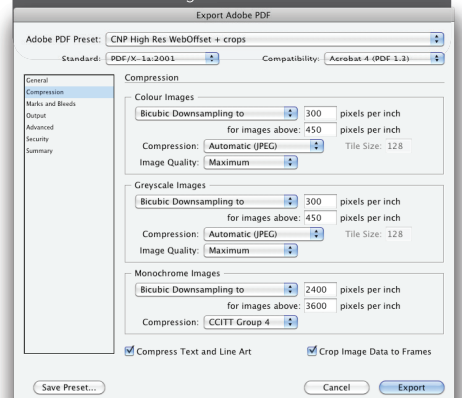 Export Adobe PDF
Adobe PDF Preset: CNP High Res WebOffset + crops
Standard: PDF/X-1a:2001 Compatibility: Acrobat 4 (PDF 1.3)
General
Compression
Marks and Bleeds
Output
Advanced
Security
Summary
Compression
Colour Images
Bicubic Downsampling to 300 pixels per inch
for images above: 450 pixels per inch
Compression: Automatic (JPEG) Tile Size: 128
Image Quality: Maximum
Greyscale Images
Bicubic Downsampling to 300 pixels per inch
for images above: 450 pixels per inch
Compression: Automatic (JPEG) Tile Size: 128
Image Quality: Maximum
Monochrome Images
Bicubic Downsampling to 2400 pixels per inch
for images above: 3600 pixels per inch
Compression: CCITT Group 4
Compress Text and Line Art Crop Image Data to Frames
Save Preset... Cancel Export